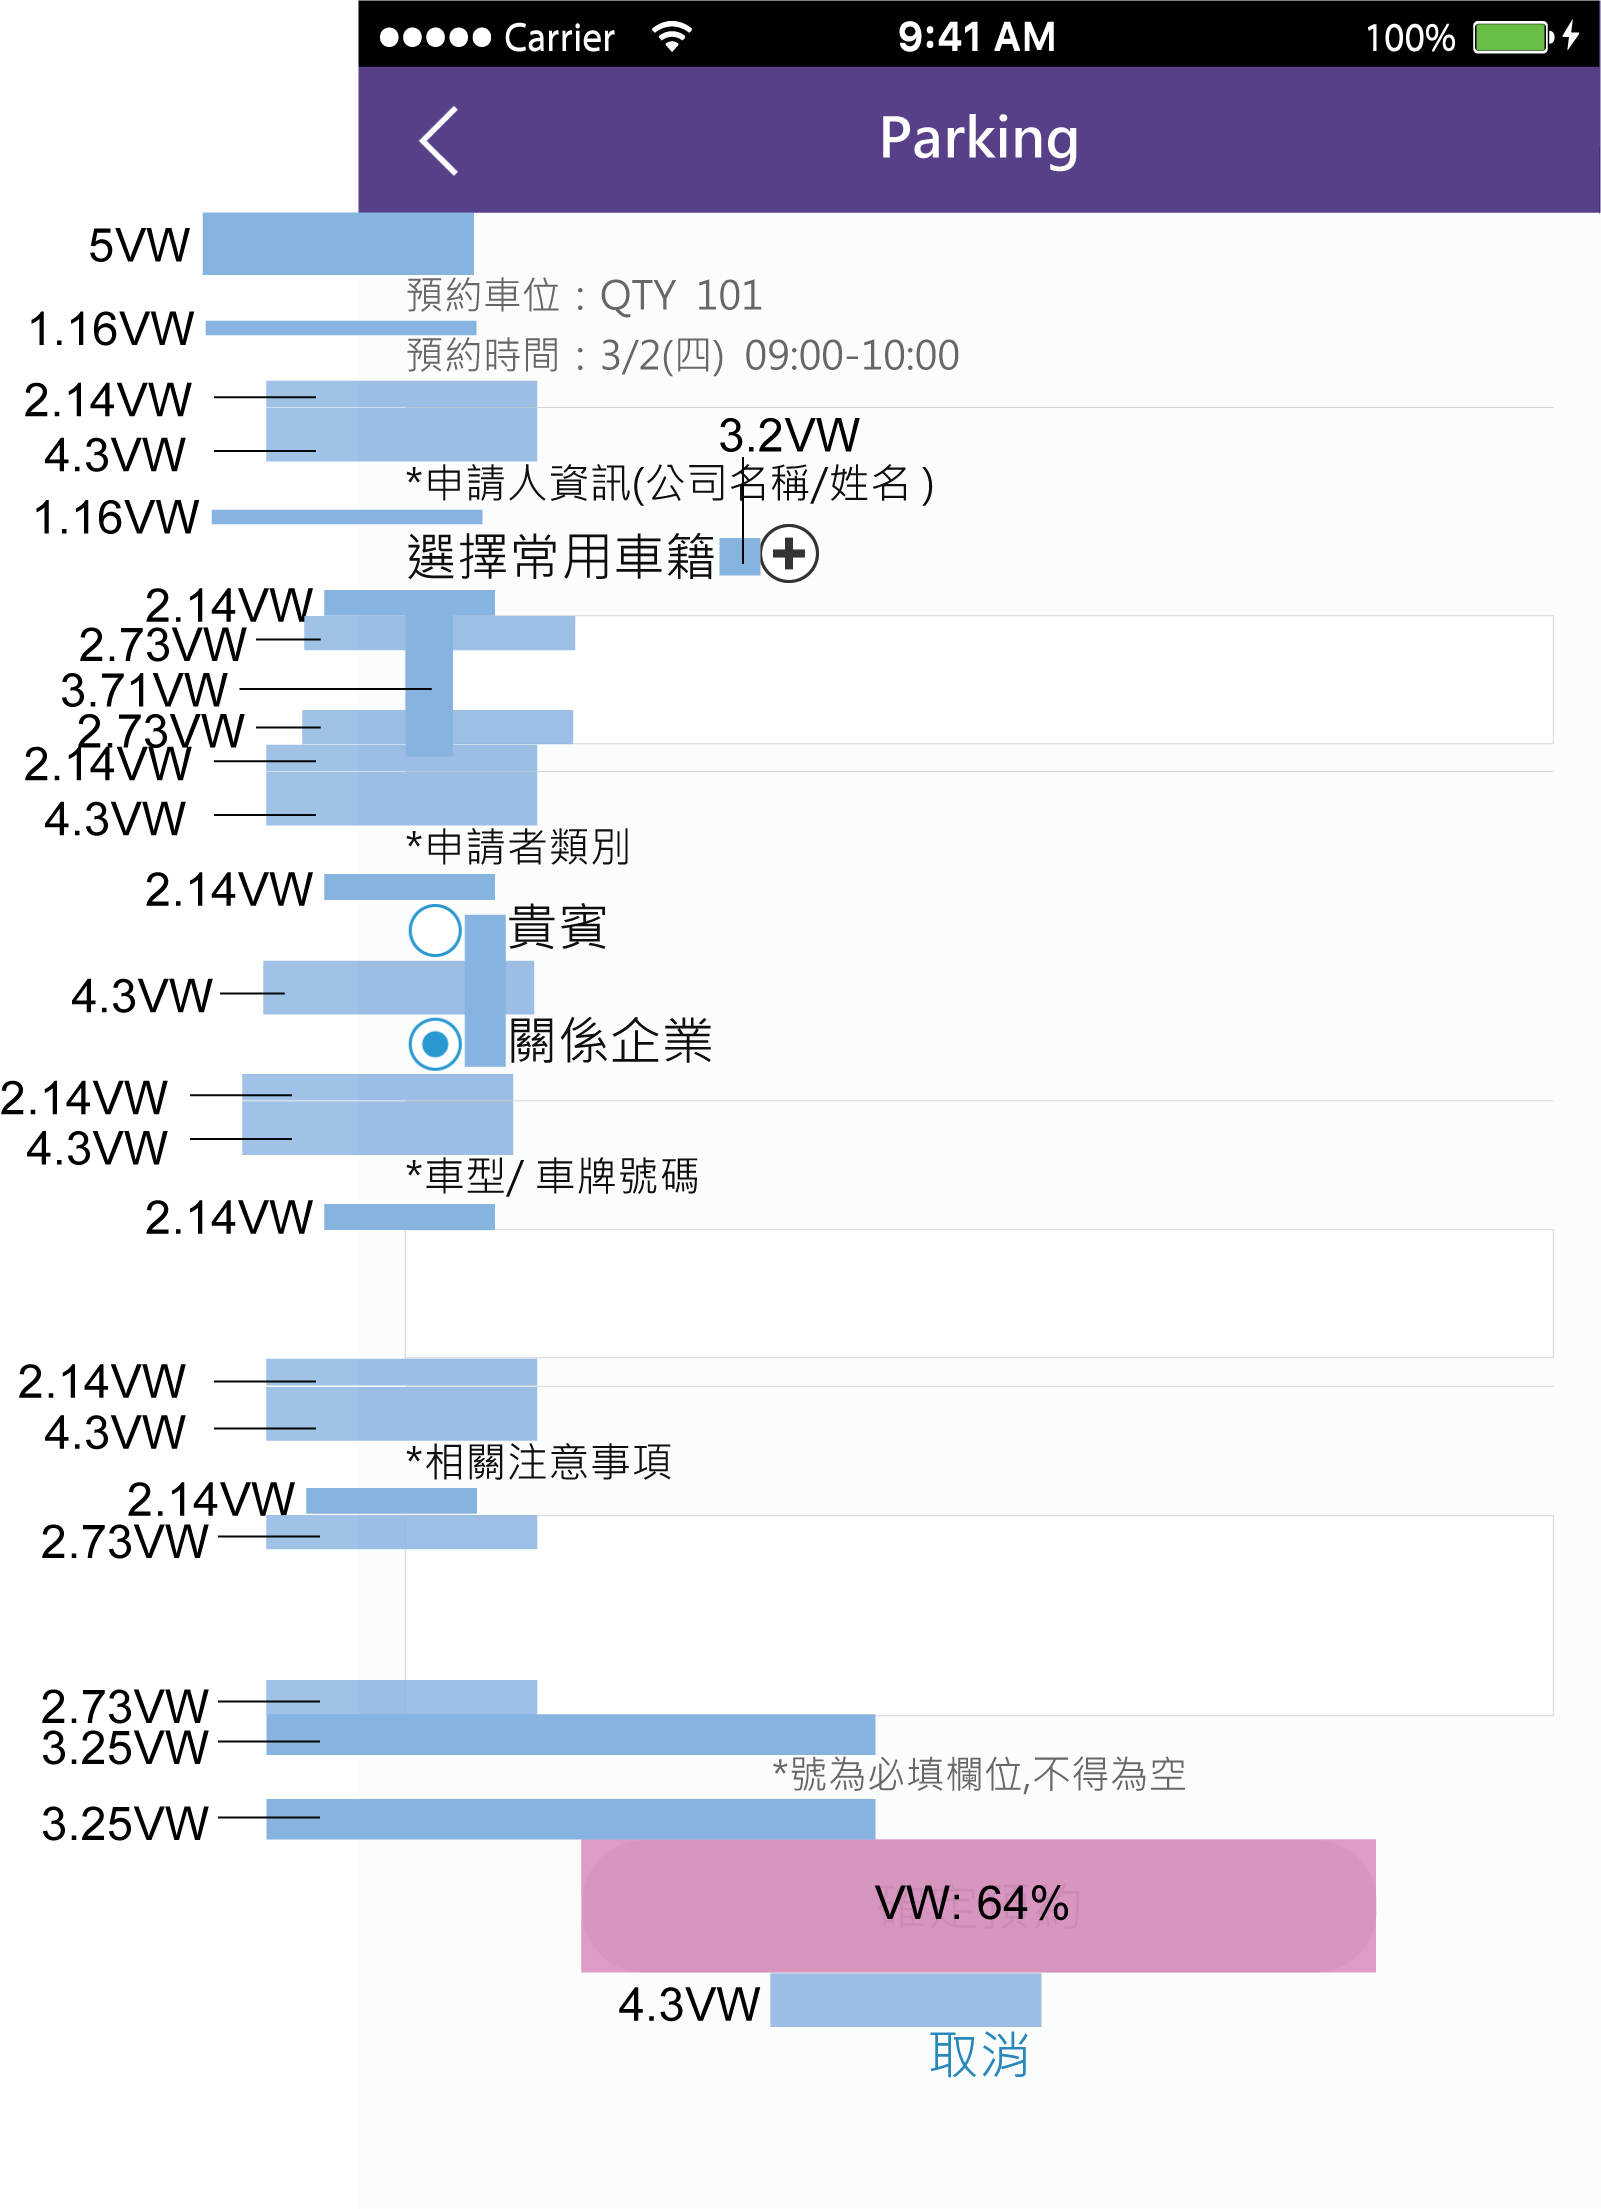 Carrier 9:41 AM 100%
Parking
5VW
預約車位：QTY 101
1.16VW
預約時間：3/2(四) 09:00-10:00
2.14VW
4.3VW
3.2VW
*申請人資訊(公司名稱/姓名)
1.16VW
選擇常用車籍
2.14VW
2.73VW
3.71VW
2.73VW
2.14VW
4.3VW
*申請者類別
2.14VW
貴賓
4.3VW
關係企業
2.14VW
4.3VW
*車型/ 車牌號碼
2.14VW
2.14VW
4.3VW
*相關注意事項
2.14VW
2.73VW
2.73VW
3.25VW
*號為必填欄位,不得為空
3.25VW
確定預約
VW: 64%
4.3VW
取消